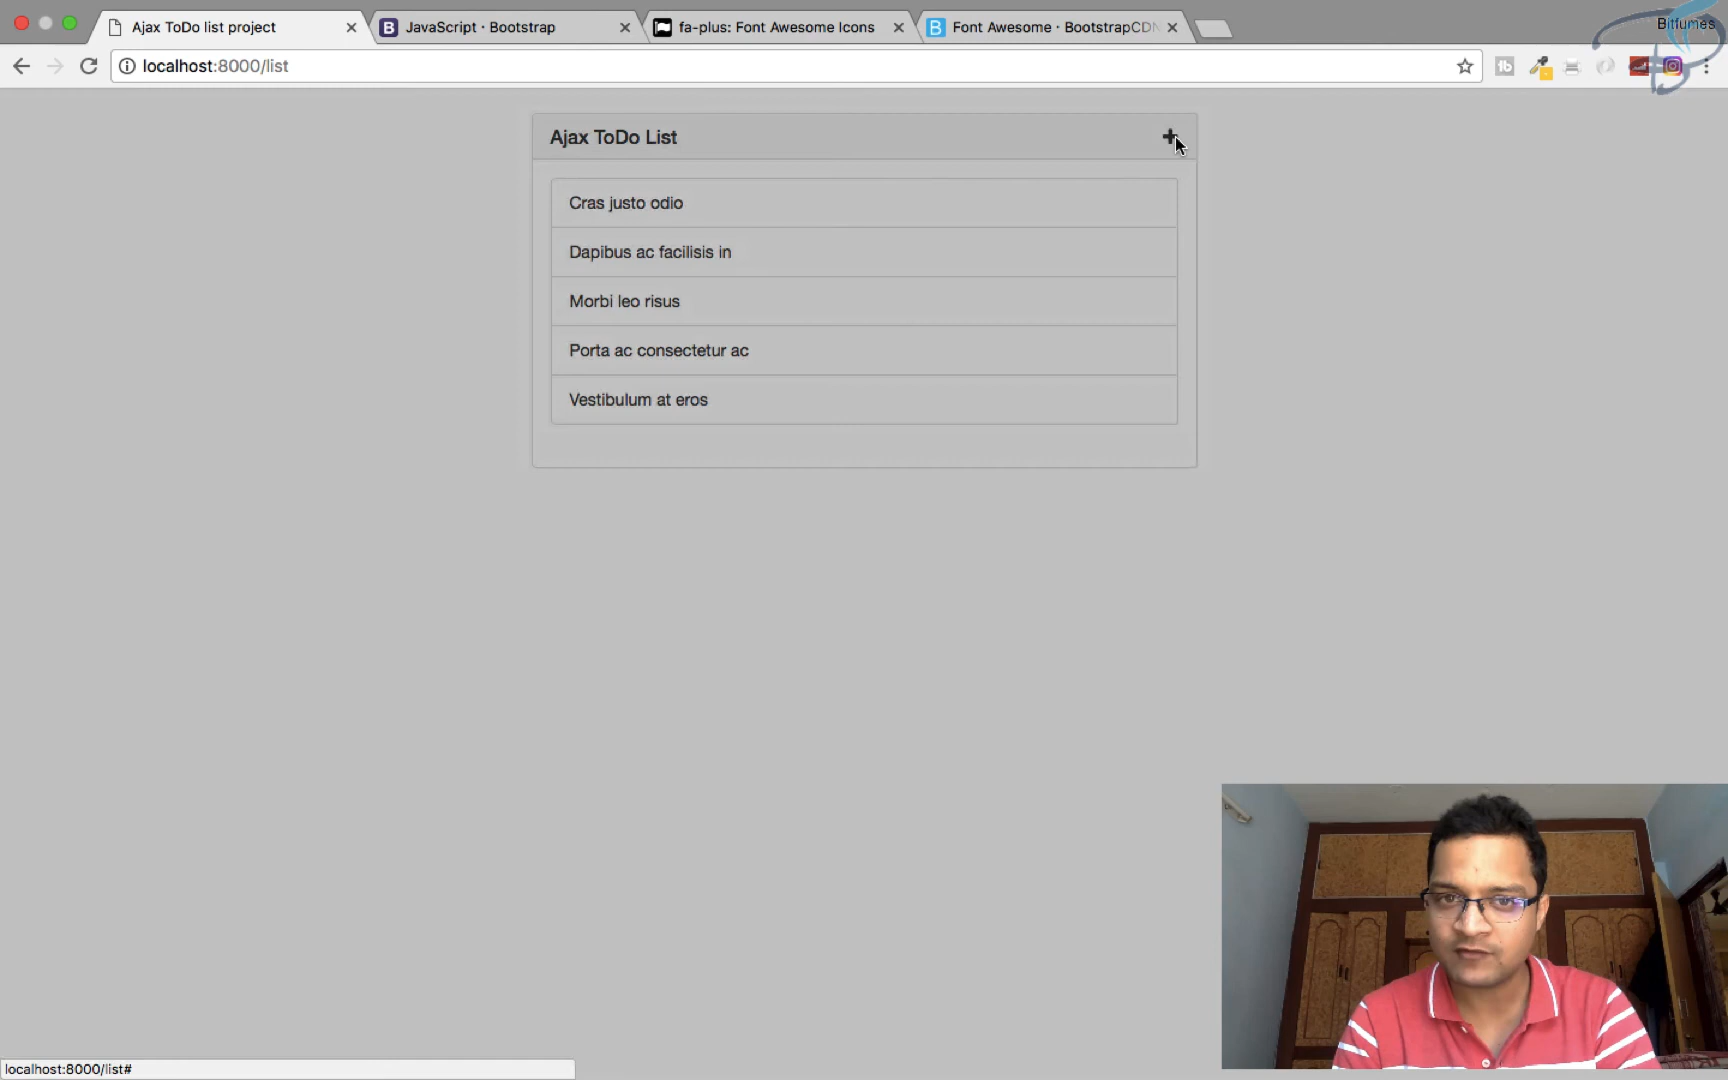 Ajax ToDo list project
JavaScript · Bootstrap
fa-plus: Font Awesome Icons
Font Awesome · BootstrapCDN
Bitfumes
localhost:8000/list
Ajax ToDo List
Cras justo odio
Dapibus ac facilisis in
Morbi leo risus
Porta ac consectetur ac
Vestibulum at eros
localhost:8000/list#